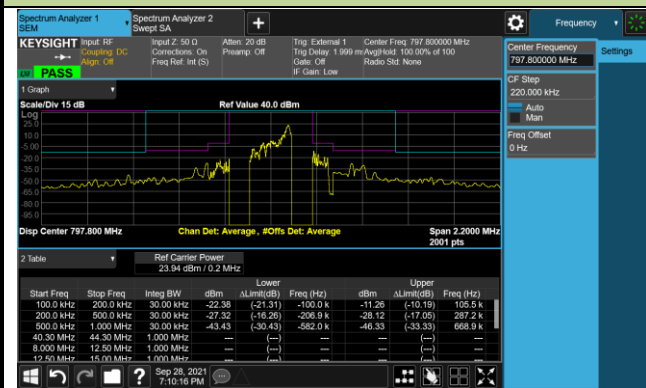 Spectrum Analyzer 1
SEM
Spectrum Analyzer 2
Swept SA
+
Frequency
KEYSIGHT
Input: RF
Coupling: DC
Align: Off
Input Z: 50 Ω
Corrections: On
Freq Ref: Int (S)
Atten: 20 dB
Preamp: Off
Trig: External 1
Trig Delay: 1.999 ms
Gate: Off
IF Gain: Low
Center Freq: 797.800000 MHz
Avg|Hold: 100.00% of 100
Radio Std: None
PASS
Center Frequency
797.800000 MHz
Settings
CF Step
220.000 kHz
Auto
Man
Freq Offset
0 Hz
1 Graph
Scale/Div 15 dB
Ref Value 40.0 dBm
Log
25.0
10.0
-5.00
-20.0
-35.0
-50.0
-65.0
-80.0
-95.0
Disp Center 797.800 MHz
Chan Det: Average, #Offs Det: Average
Span 2.2000 MHz
2001 pts
2 Table
Ref Carrier Power
23.94 dBm / 0.2 MHz
Lower Upper
Start Freq Stop Freq Integ BW dBm ΔLimit(dB) Freq (Hz) dBm ΔLimit(dB) Freq (Hz)
100.0 kHz 200.0 kHz 30.00 kHz -22.38 (-21.31) -100.0 k -11.26 (-10.19) 105.5 k
200.0 kHz 500.0 kHz 30.00 kHz -27.32 (-16.26) -206.9 k -28.12 (-17.05) 287.2 k
500.0 kHz 1.000 MHz 30.00 kHz -43.43 (-30.43) -582.0 k -46.33 (-33.33) 668.9 k
40.30 MHz 44.30 MHz 1.000 MHz --- (---) --- (---)
8.000 MHz 12.50 MHz 1.000 MHz --- (---) --- (---)
12.50 MHz 15.00 MHz 1.000 MHz --- (---) --- (---)
?
Sep 28, 2021
7:10:16 PM